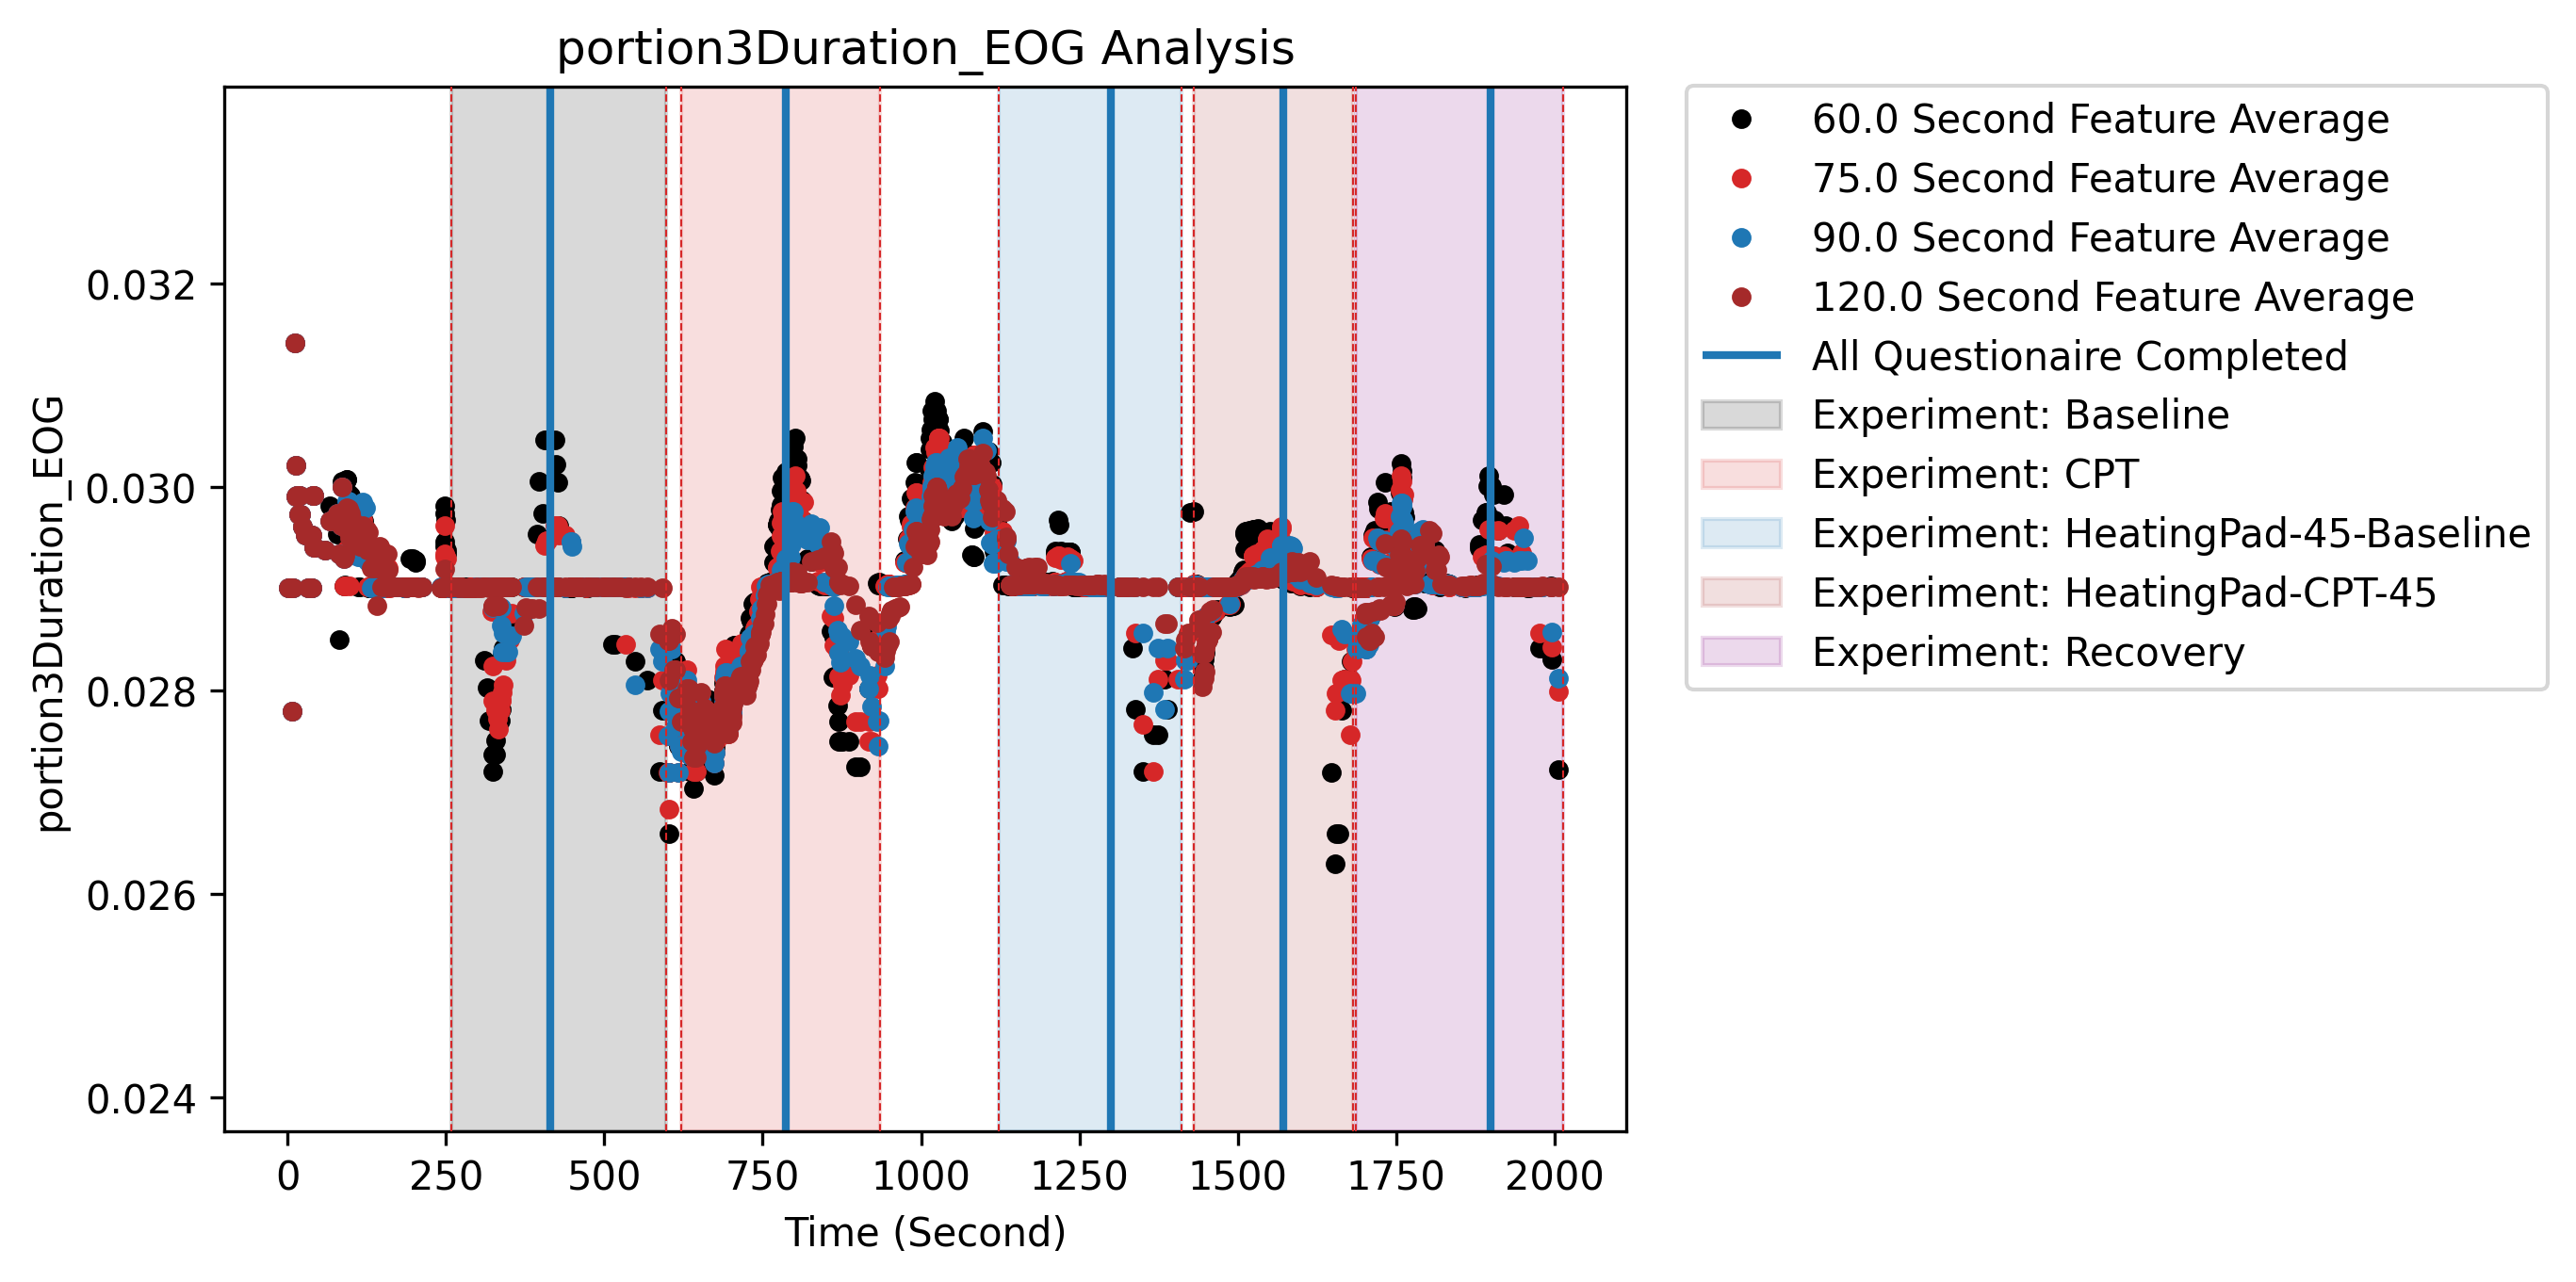 portion3Duration_EOG Analysis
portion3Duration_EOG
0.032
0.030
0.028
0.026
0.024
0 250 500 750 1000 1250 1500 1750 2000
Time (Second)
60.0 Second Feature Average
75.0 Second Feature Average
90.0 Second Feature Average
120.0 Second Feature Average
All Questionaire Completed
Experiment: Baseline
Experiment: CPT
Experiment: HeatingPad-45-Baseline
Experiment: HeatingPad-CPT-45
Experiment: Recovery